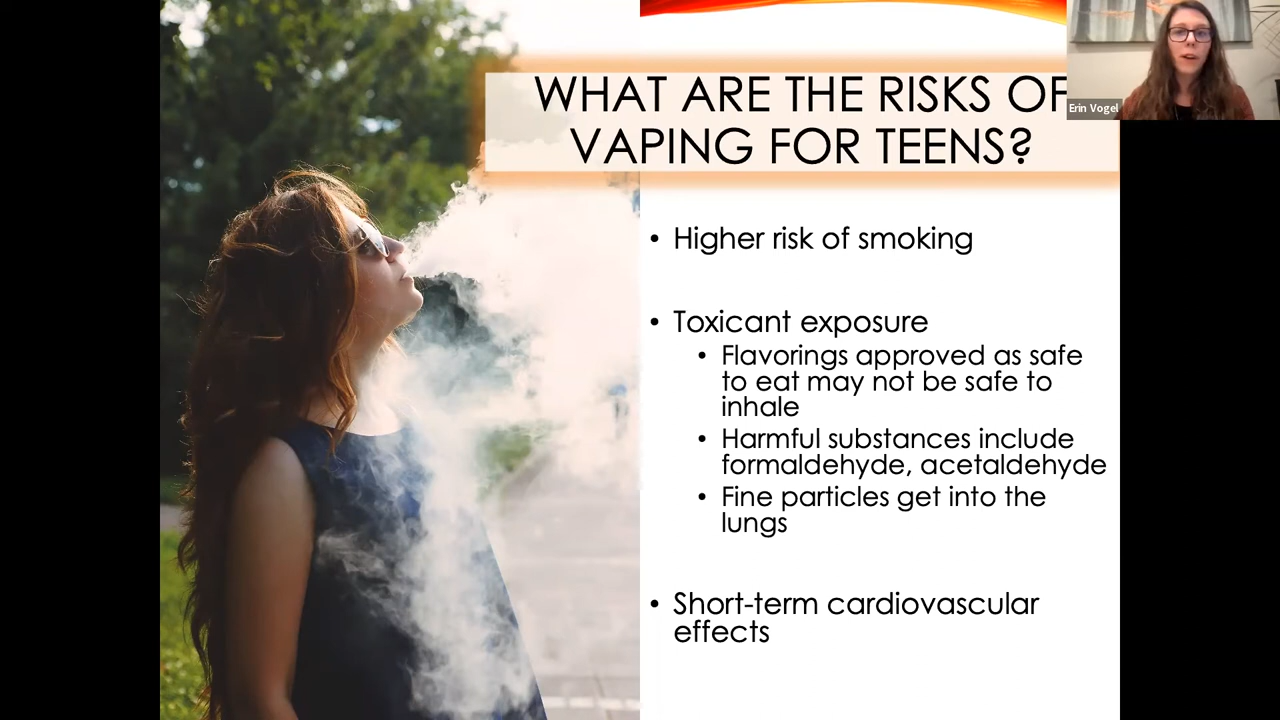 WHAT ARE THE RISKS OF
VAPING FOR TEENS?
Erin Vogel
• Higher risk of smoking
• Toxicant exposure
• Flavorings approved as safe
to eat may not be safe to
inhale
• Harmful substances include
formaldehyde, acetaldehyde
• Fine particles get into the
lungs
• Short-term cardiovascular
effects